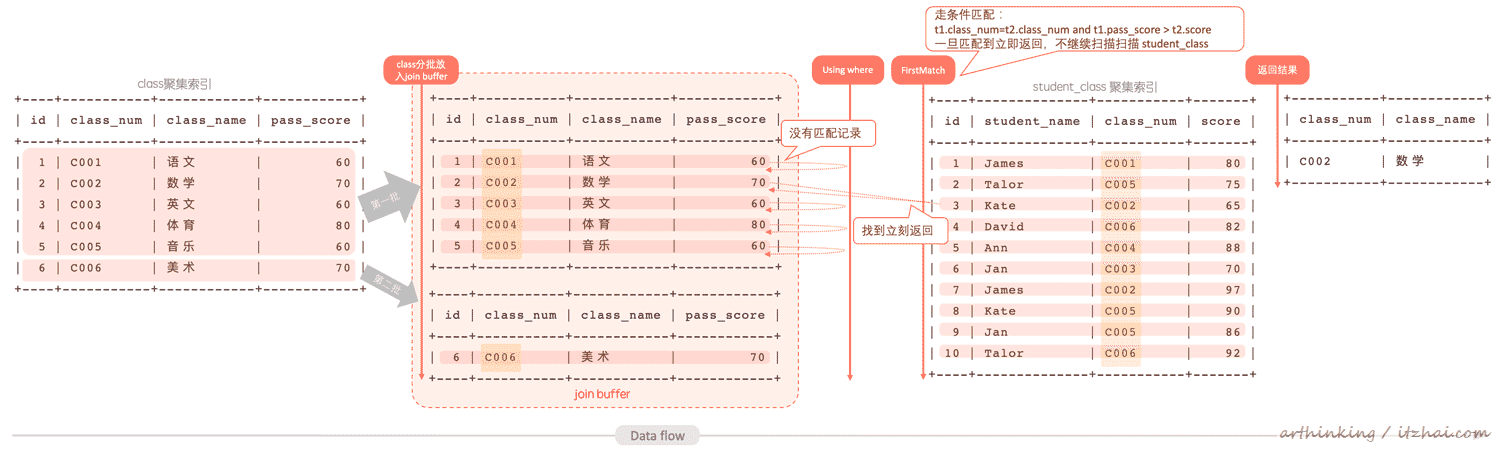 走条件匹配：
t1.class_num=t2.class_num and t1.pass_score > t2.score
一旦匹配到立即返回，不继续扫描扫描 student_class
class聚集索引
| id | class_num | class_name | pass_score |
| 1 | C001 | 语文 | 60 |
| 2 | C002 | 数学 | 70 |
| 3 | C003 | 英文 | 60 |
| 4 | C004 | 体育 | 80 |
| 5 | C005 | 音乐 | 60 |
| 6 | C006 | 美术 | 70 |
第一批
第二批
class分批放
入join buffer
| id | class_num | class_name | pass_score |
| 1 | C001 | 语文 | 60 |
| 2 | C002 | 数学 | 70 |
| 3 | C003 | 英文 | 60 |
| 4 | C004 | 体育 | 80 |
| 5 | C005 | 音乐 | 60 |
| id | class_num | class_name | pass_score |
| 6 | C006 | 美术 | 70 |
join buffer
没有匹配记录
Using where
找到立刻返回
FirstMatch
student_class 聚集索引
| id | student_name | class_num | score |
| 1 | James | C001 | 80 |
| 2 | Talor | C005 | 75 |
| 3 | Kate | C002 | 65 |
| 4 | David | C006 | 82 |
| 5 | Ann | C004 | 88 |
| 6 | Jan | C003 | 70 |
| 7 | James | C002 | 97 |
| 8 | Kate | C005 | 90 |
| 9 | Jan | C005 | 86 |
| 10 | Talor | C006 | 92 |
返回结果
| class_num | class_name |
| C002 | 数学 |
Data flow
arthinking / itzhai.com